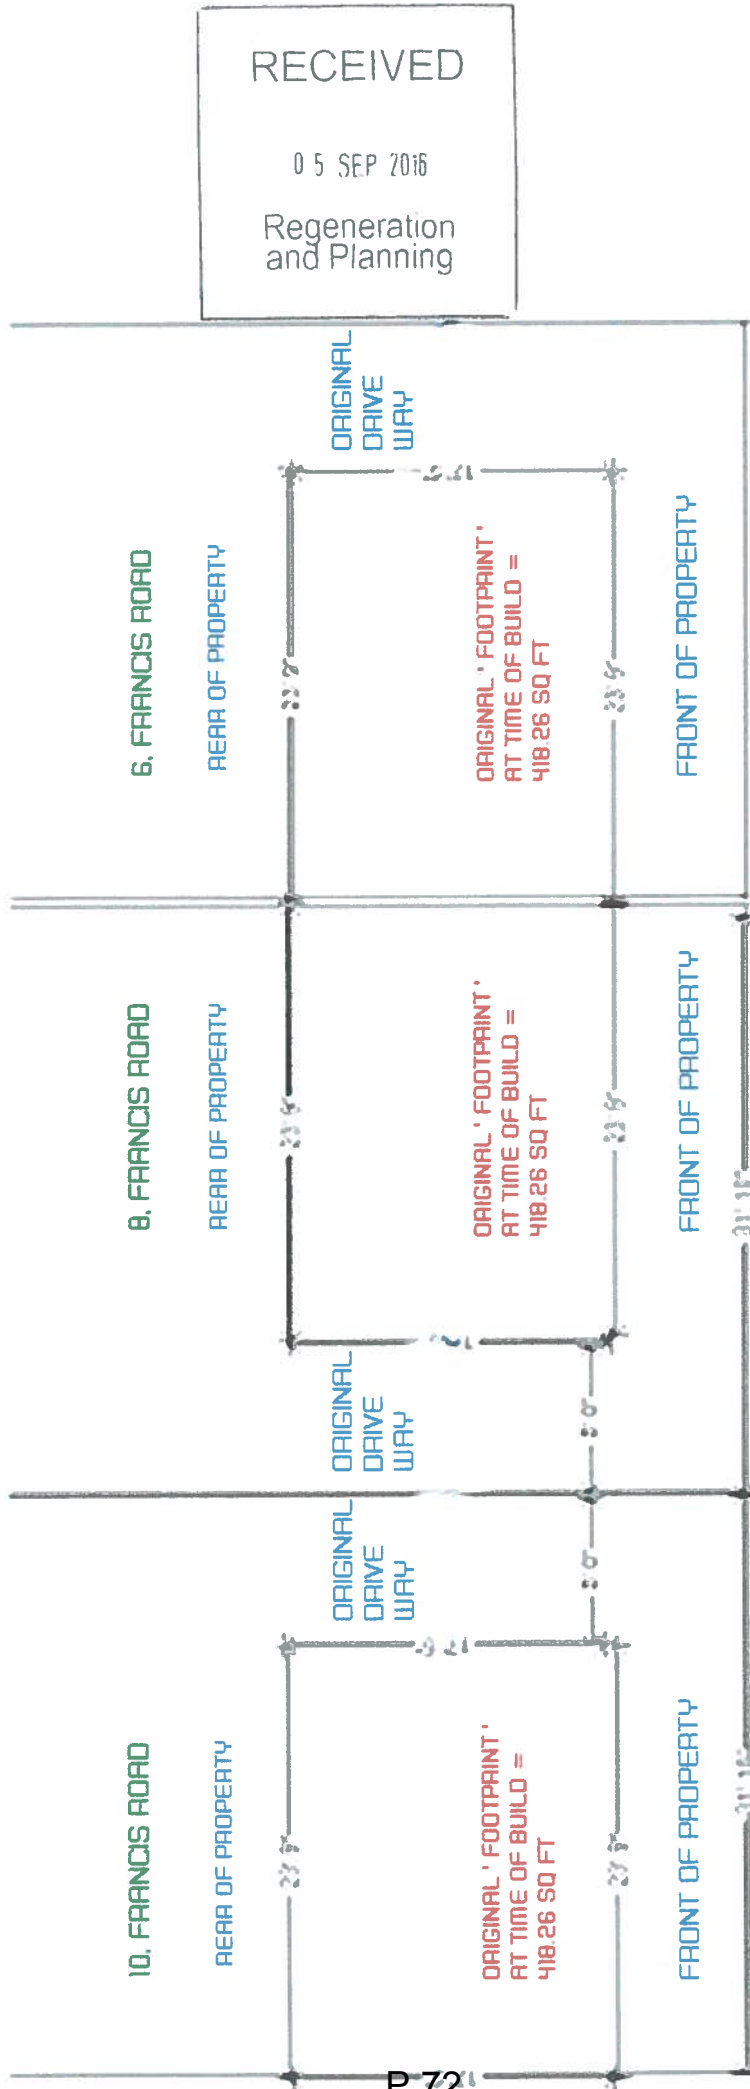 RECEIVED
05 SEP 2016
Regeneration
and Planning
10, FRANCIS ROAD
REAR OF PROPERTY
ORIGINAL ' FOOTPRINT '
AT TIME OF BUILD =
418.26 SQ FT
FRONT OF PROPERTY
ORIGINAL
DRIVE
WAY
8, FRANCIS ROAD
REAR OF PROPERTY
ORIGINAL
DRIVE
WAY
ORIGINAL ' FOOTPRINT '
AT TIME OF BUILD =
418.26 SQ FT
FRONT OF PROPERTY
6, FRANCIS ROAD
REAR OF PROPERTY
ORIGINAL
DRIVE
WAY
ORIGINAL ' FOOTPRINT '
AT TIME OF BUILD =
418.26 SQ FT
FRONT OF PROPERTY
P 72